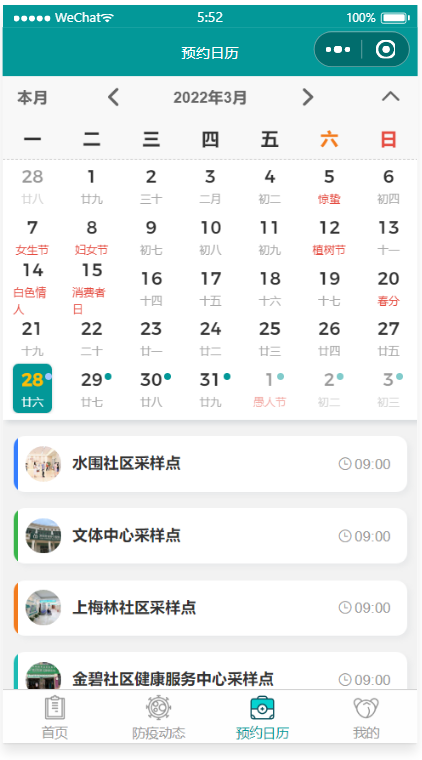 WeChat 5:52 100%
预约日历
本月 2022年3月
一 二 三 四 五 六 日
28 1 2 3 4 5 6
廿八 廿九 三十 二月 初二 惊蛰 初四
7 8 9 10 11 12 13
女生节 妇女节 初七 初八 初九 植树节 十一
14 15 16 17 18 19 20
白色情人 消费者日 十四 十五 十六 十七 春分
21 22 23 24 25 26 27
十九 二十 廿一 廿二 廿三 廿四 廿五
28 29 30 31 1 2 3
廿六 廿七 廿八 廿九 愚人节 初二 初三
水围社区采样点 09:00
文体中心采样点 09:00
上梅林社区采样点 09:00
金碧社区健康服务中心采样点 09:00
首页 防疫动态 预约日历 我的